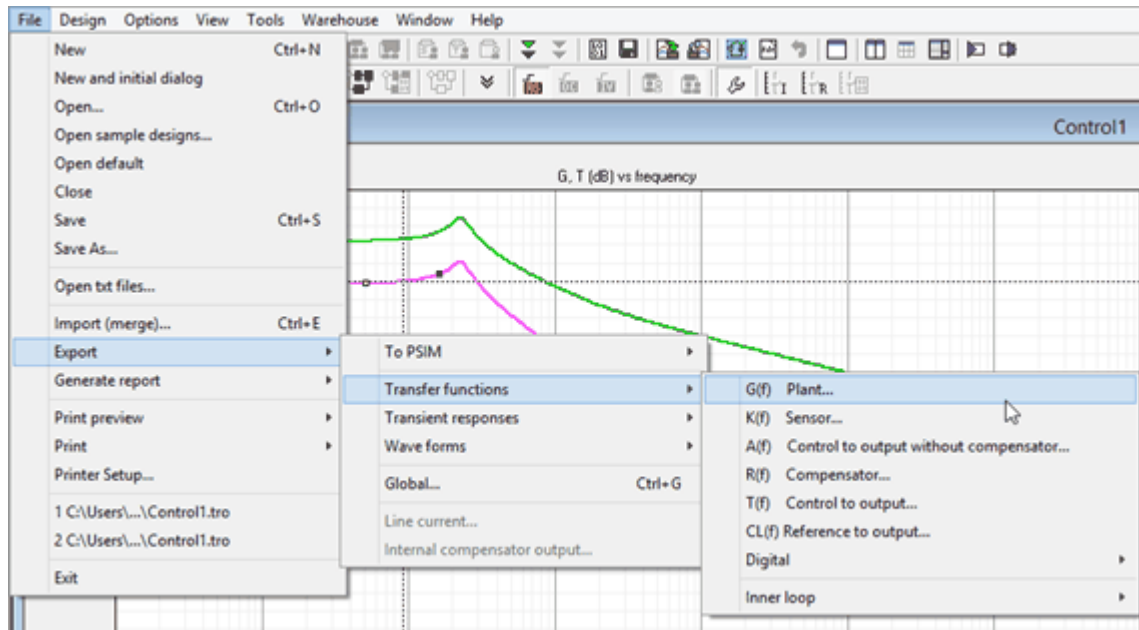 File Design Options View Tools Warehouse Window Help
New Ctrl+N
New and initial dialog
Open... Ctrl+O
Open sample designs...
Open default
Close
Save Ctrl+S
Save As...
Open txt files...
Import (merge)... Ctrl+E
Export
Generate report
Print preview
Print
Printer Setup...
1 C:\Users\...\Control1.tro
2 C:\Users\...\Control1.tro
Exit
Control1
G, T (dB) vs frequency
To PSIM
Transfer functions
Transient responses
Wave forms
Global... Ctrl+G
Line current...
Internal compensator output...
G(f) Plant...
K(f) Sensor...
A(f) Control to output without compensator...
R(f) Compensator...
T(f) Control to output...
CL(f) Reference to output...
Digital
Inner loop